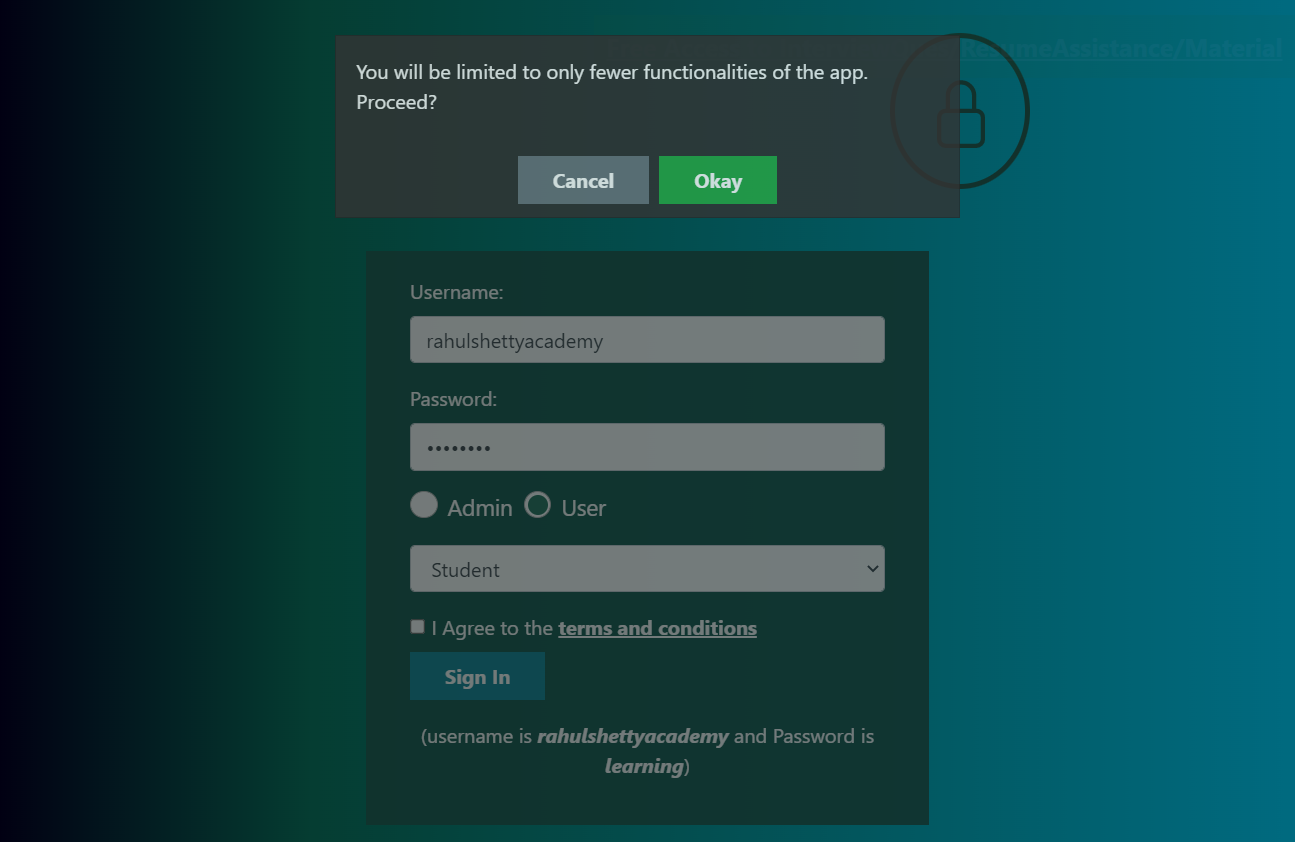 ResumeAssistance/Material
You will be limited to only fewer functionalities of the app.
Proceed?
Cancel Okay
Username:
rahulshettyacademy
Password:
••••••••
Admin User
Student
I Agree to the terms and conditions
Sign In
(username is rahulshettyacademy and Password is
learning)